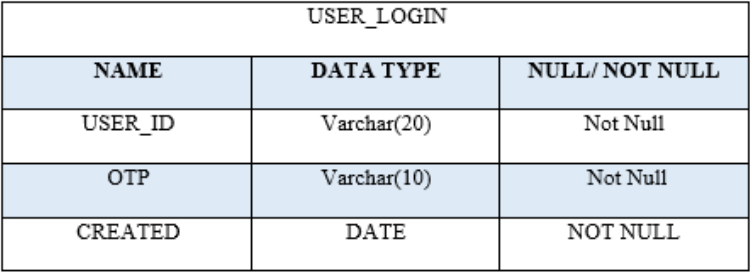 USER_LOGIN
NAME DATA TYPE NULL/ NOT NULL
USER_ID Varchar(20) Not Null
OTP Varchar(10) Not Null
CREATED DATE NOT NULL